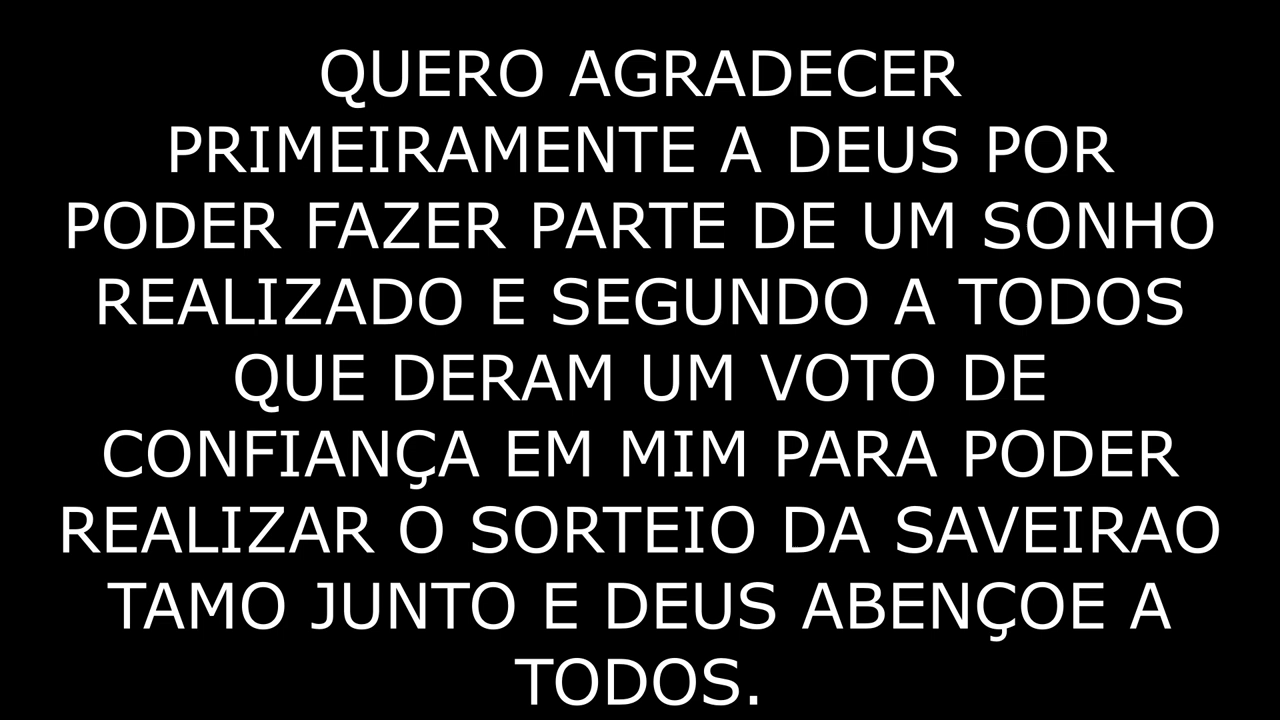 QUERO AGRADECER
PRIMEIRAMENTE A DEUS POR
PODER FAZER PARTE DE UM SONHO
REALIZADO E SEGUNDO A TODOS
QUE DERAM UM VOTO DE
CONFIANÇA EM MIM PARA PODER
REALIZAR O SORTEIO DA SAVEIRAO
TAMO JUNTO E DEUS ABENÇOE A
TODOS.